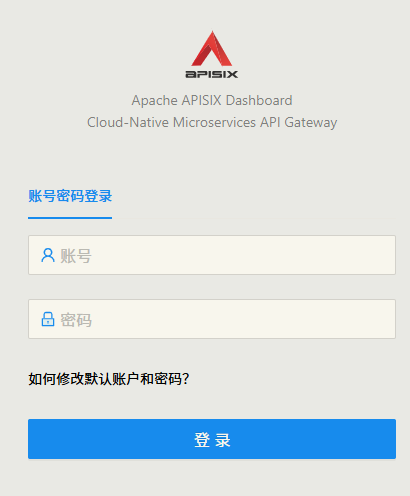 APISIX
Apache APISIX Dashboard
Cloud-Native Microservices API Gateway
账号密码登录
账号
密码
如何修改默认账户和密码?
登 录